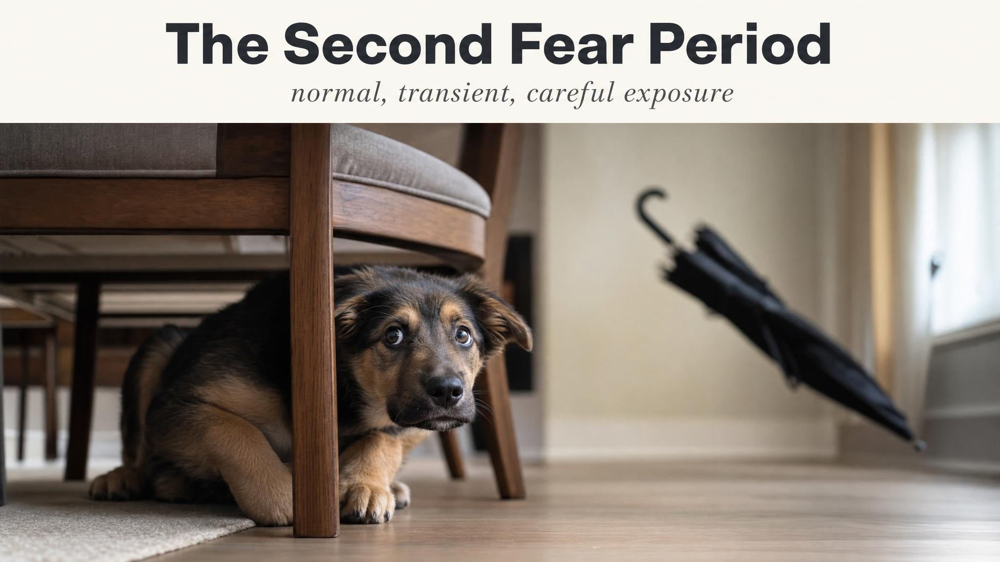 The Second Fear Period
normal, transient, careful exposure